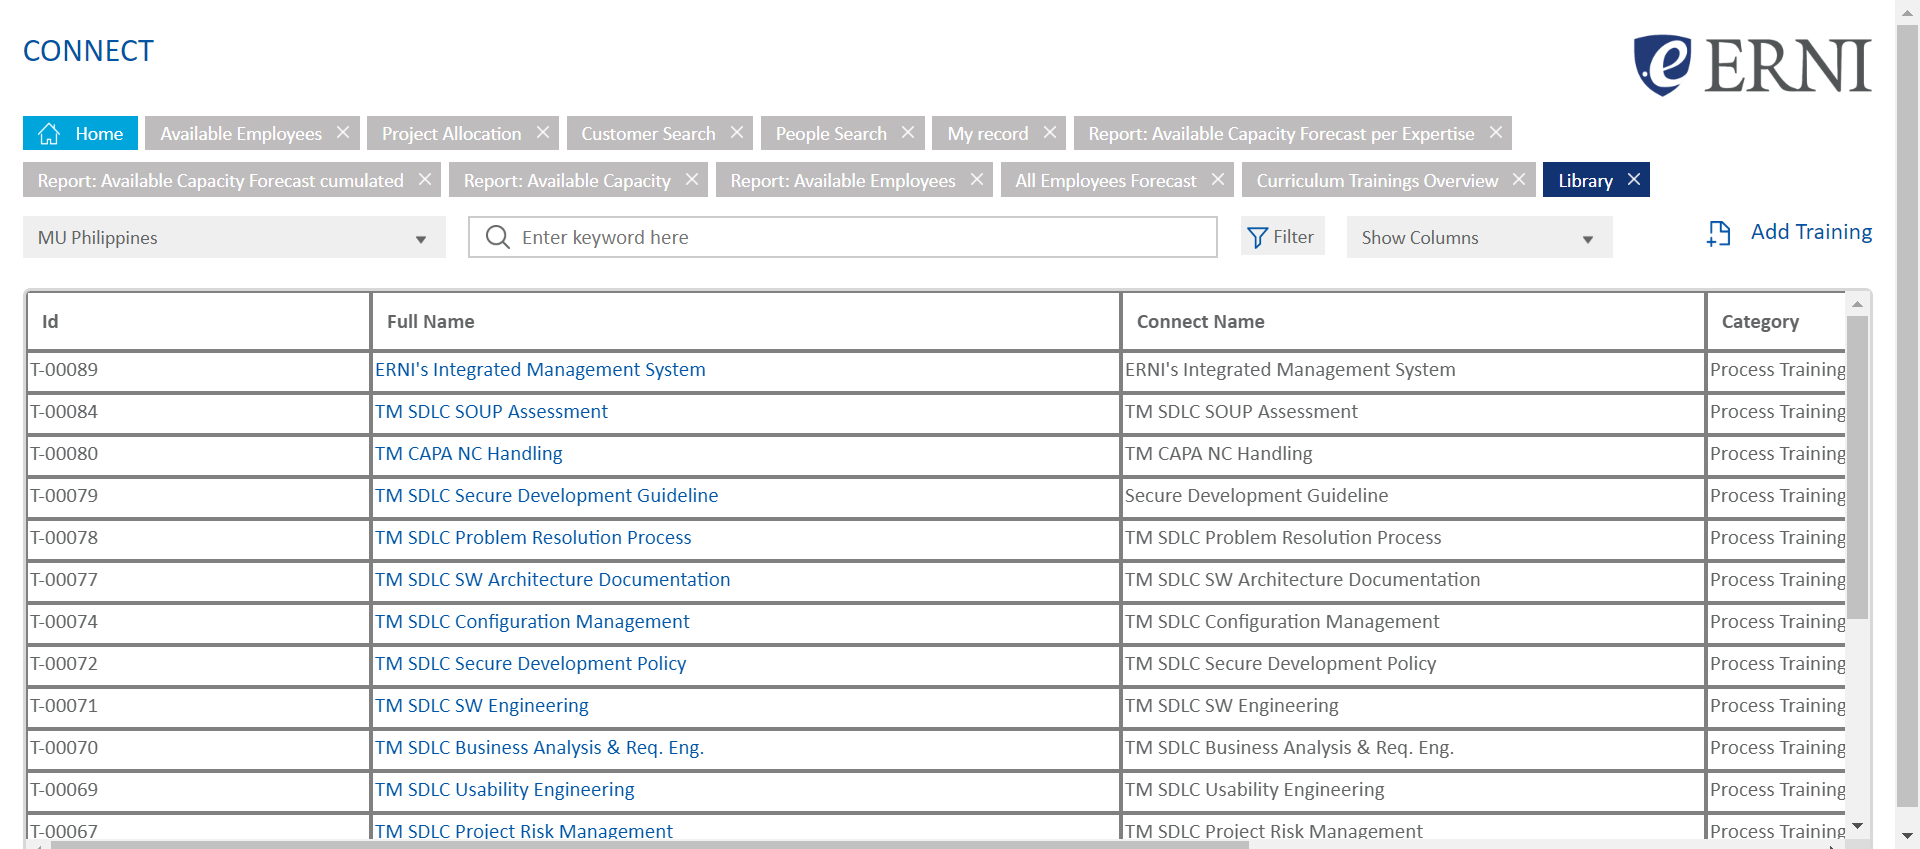 CONNECT
e ERNI
Home Available Employees Project Allocation Customer Search People Search My record Report: Available Capacity Forecast per Expertise
Report: Available Capacity Forecast cumulated Report: Available Capacity Report: Available Employees All Employees Forecast Curriculum Trainings Overview Library
MU Philippines Enter keyword here Filter Show Columns Add Training
Id Full Name Connect Name Category
T-00089 ERNI's Integrated Management System ERNI's Integrated Management System Process Training
T-00084 TM SDLC SOUP Assessment TM SDLC SOUP Assessment Process Training
T-00080 TM CAPA NC Handling TM CAPA NC Handling Process Training
T-00079 TM SDLC Secure Development Guideline Secure Development Guideline Process Training
T-00078 TM SDLC Problem Resolution Process TM SDLC Problem Resolution Process Process Training
T-00077 TM SDLC SW Architecture Documentation TM SDLC SW Architecture Documentation Process Training
T-00074 TM SDLC Configuration Management TM SDLC Configuration Management Process Training
T-00072 TM SDLC Secure Development Policy TM SDLC Secure Development Policy Process Training
T-00071 TM SDLC SW Engineering TM SDLC SW Engineering Process Training
T-00070 TM SDLC Business Analysis & Req. Eng. TM SDLC Business Analysis & Req. Eng. Process Training
T-00069 TM SDLC Usability Engineering TM SDLC Usability Engineering Process Training
T-00067 TM SDLC Project Risk Management TM SDLC Project Risk Management Process Training